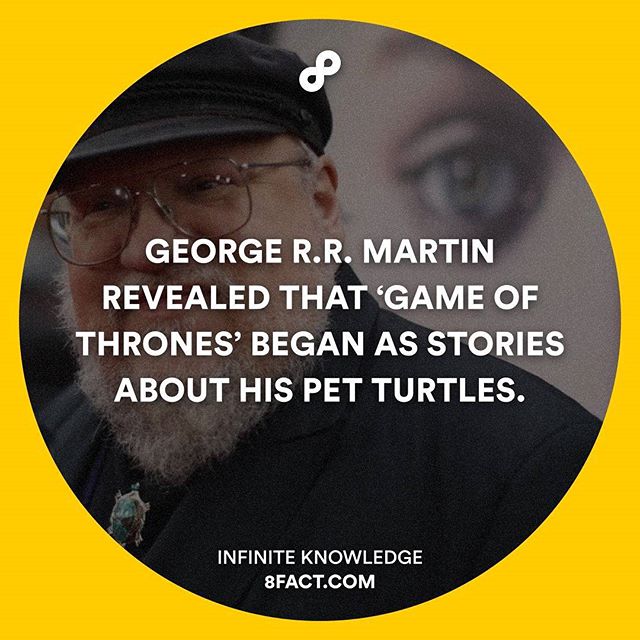 GEORGE R.R. MARTIN
REVEALED THAT ‘GAME OF
THRONES’ BEGAN AS STORIES
ABOUT HIS PET TURTLES.
INFINITE KNOWLEDGE
8FACT.COM